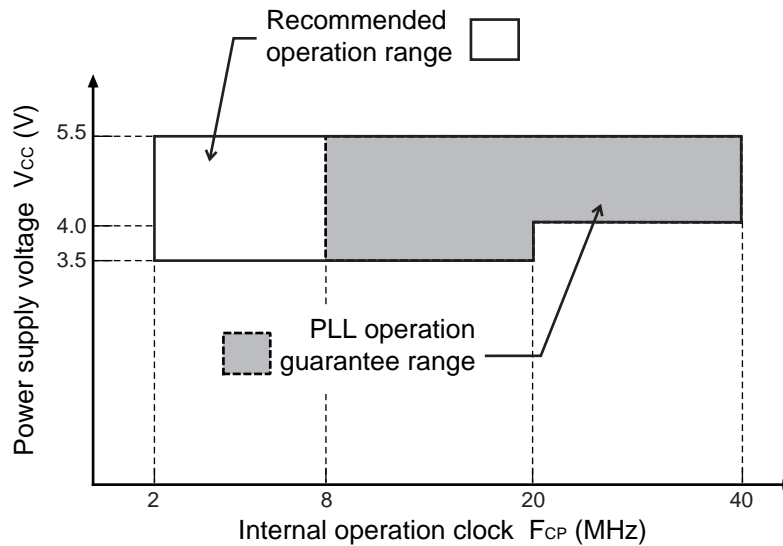 Recommended
operation range
Power supply voltage VCC (V)
5.5
4.0
3.5
PLL operation
guarantee range
2
8
20
40
Internal operation clock FCP (MHz)